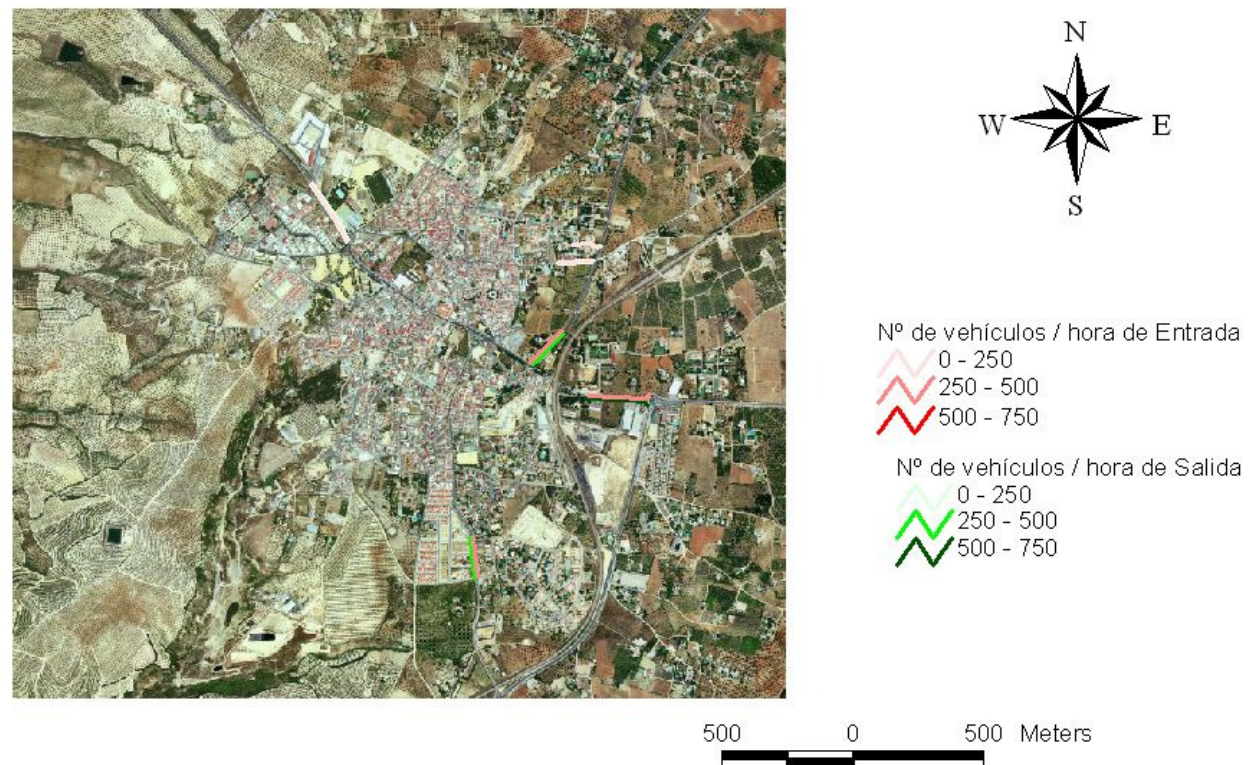 N
W E
S
Nº de vehículos / hora de Entrada
0 - 250
250 - 500
500 - 750
Nº de vehículos / hora de Salida
0 - 250
250 - 500
500 - 750
500 0 500 Meters